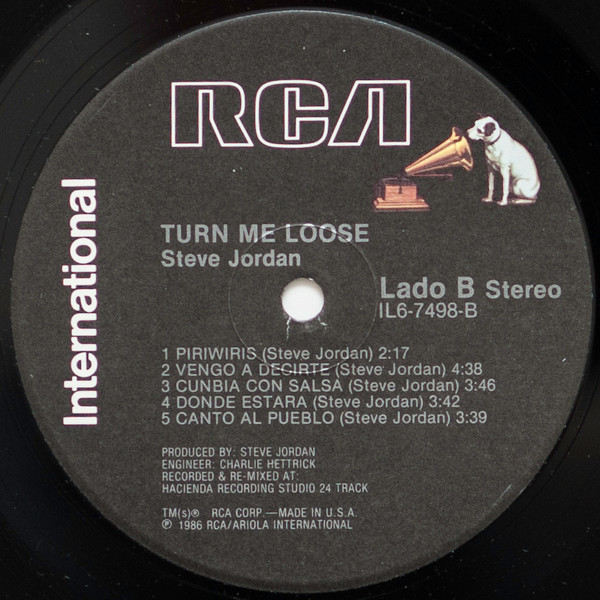 RCA
International
TURN ME LOOSE
Steve Jordan
Lado B Stereo
IL6-7498-B
1 PIRIWIRIS (Steve Jordan) 2:17
2 VENGO A DECIRTE (Steve Jordan) 4:38
3 CUNBIA CON SALSA (Steve Jordan) 3:46
4 DONDE ESTARA (Steve Jordan) 3:42
5 CANTO AL PUEBLO (Steve Jordan) 3:39
PRODUCED BY: STEVE JORDAN
ENGINEER: CHARLIE HETTRICK
RECORDED & RE-MIXED AT:
HACIENDA RECORDING STUDIO 24 TRACK
TM(s)® RCA CORP.—MADE IN U.S.A.
℗ 1986 RCA/ARIOLA INTERNATIONAL